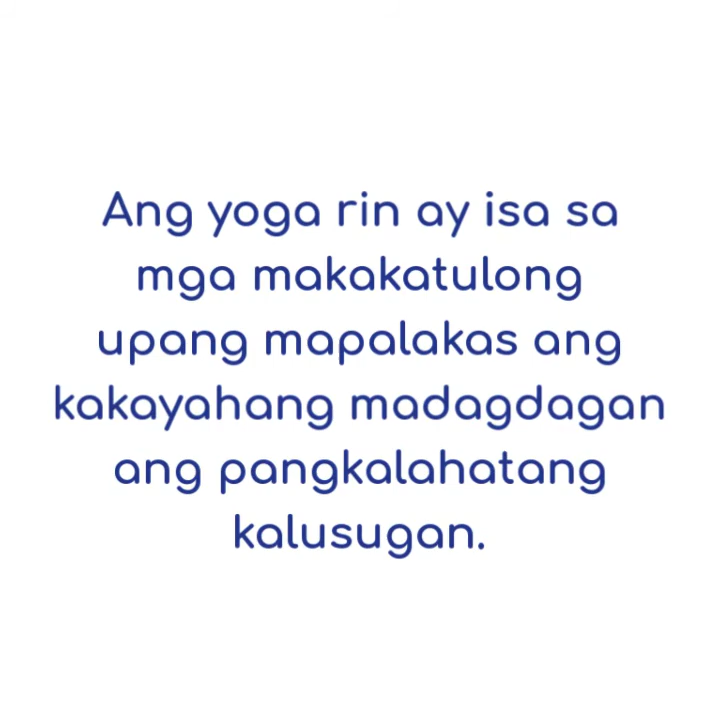 Ang yoga rin ay isa sa
mga makakatulong
upang mapalakas ang
kakayahang madagdagan
ang pangkalahatang
kalusugan.